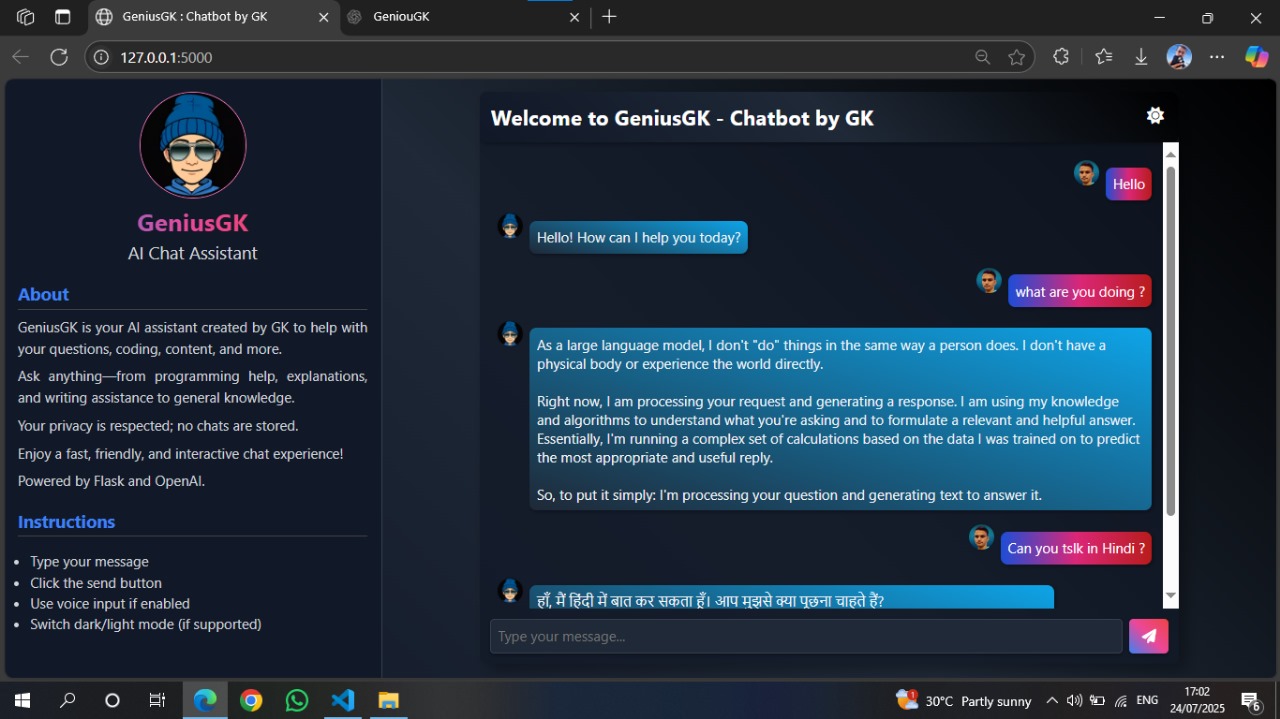 GeniusGK : Chatbot by GK
GeniouGK
127.0.0.1:5000
GeniusGK
AI Chat Assistant
About
GeniusGK is your AI assistant created by GK to help with
your questions, coding, content, and more.
Ask anything—from programming help, explanations,
and writing assistance to general knowledge.
Your privacy is respected; no chats are stored.
Enjoy a fast, friendly, and interactive chat experience!
Powered by Flask and OpenAI.
Instructions
Type your message
Click the send button
Use voice input if enabled
Switch dark/light mode (if supported)
Welcome to GeniusGK - Chatbot by GK
Hello
Hello! How can I help you today?
what are you doing ?
As a large language model, I don't "do" things in the same way a person does. I don't have a
physical body or experience the world directly.
Right now, I am processing your request and generating a response. I am using my knowledge
and algorithms to understand what you're asking and to formulate a relevant and helpful answer.
Essentially, I'm running a complex set of calculations based on the data I was trained on to predict
the most appropriate and useful reply.
So, to put it simply: I'm processing your question and generating text to answer it.
Can you tslk in Hindi ?
हाँ, मैं हिंदी में बात कर सकता हूँ। आप मुझसे क्या पूछना चाहते हैं?
Type your message...
1
30°C Partly sunny
ENG
17:02
24/07/2025
6